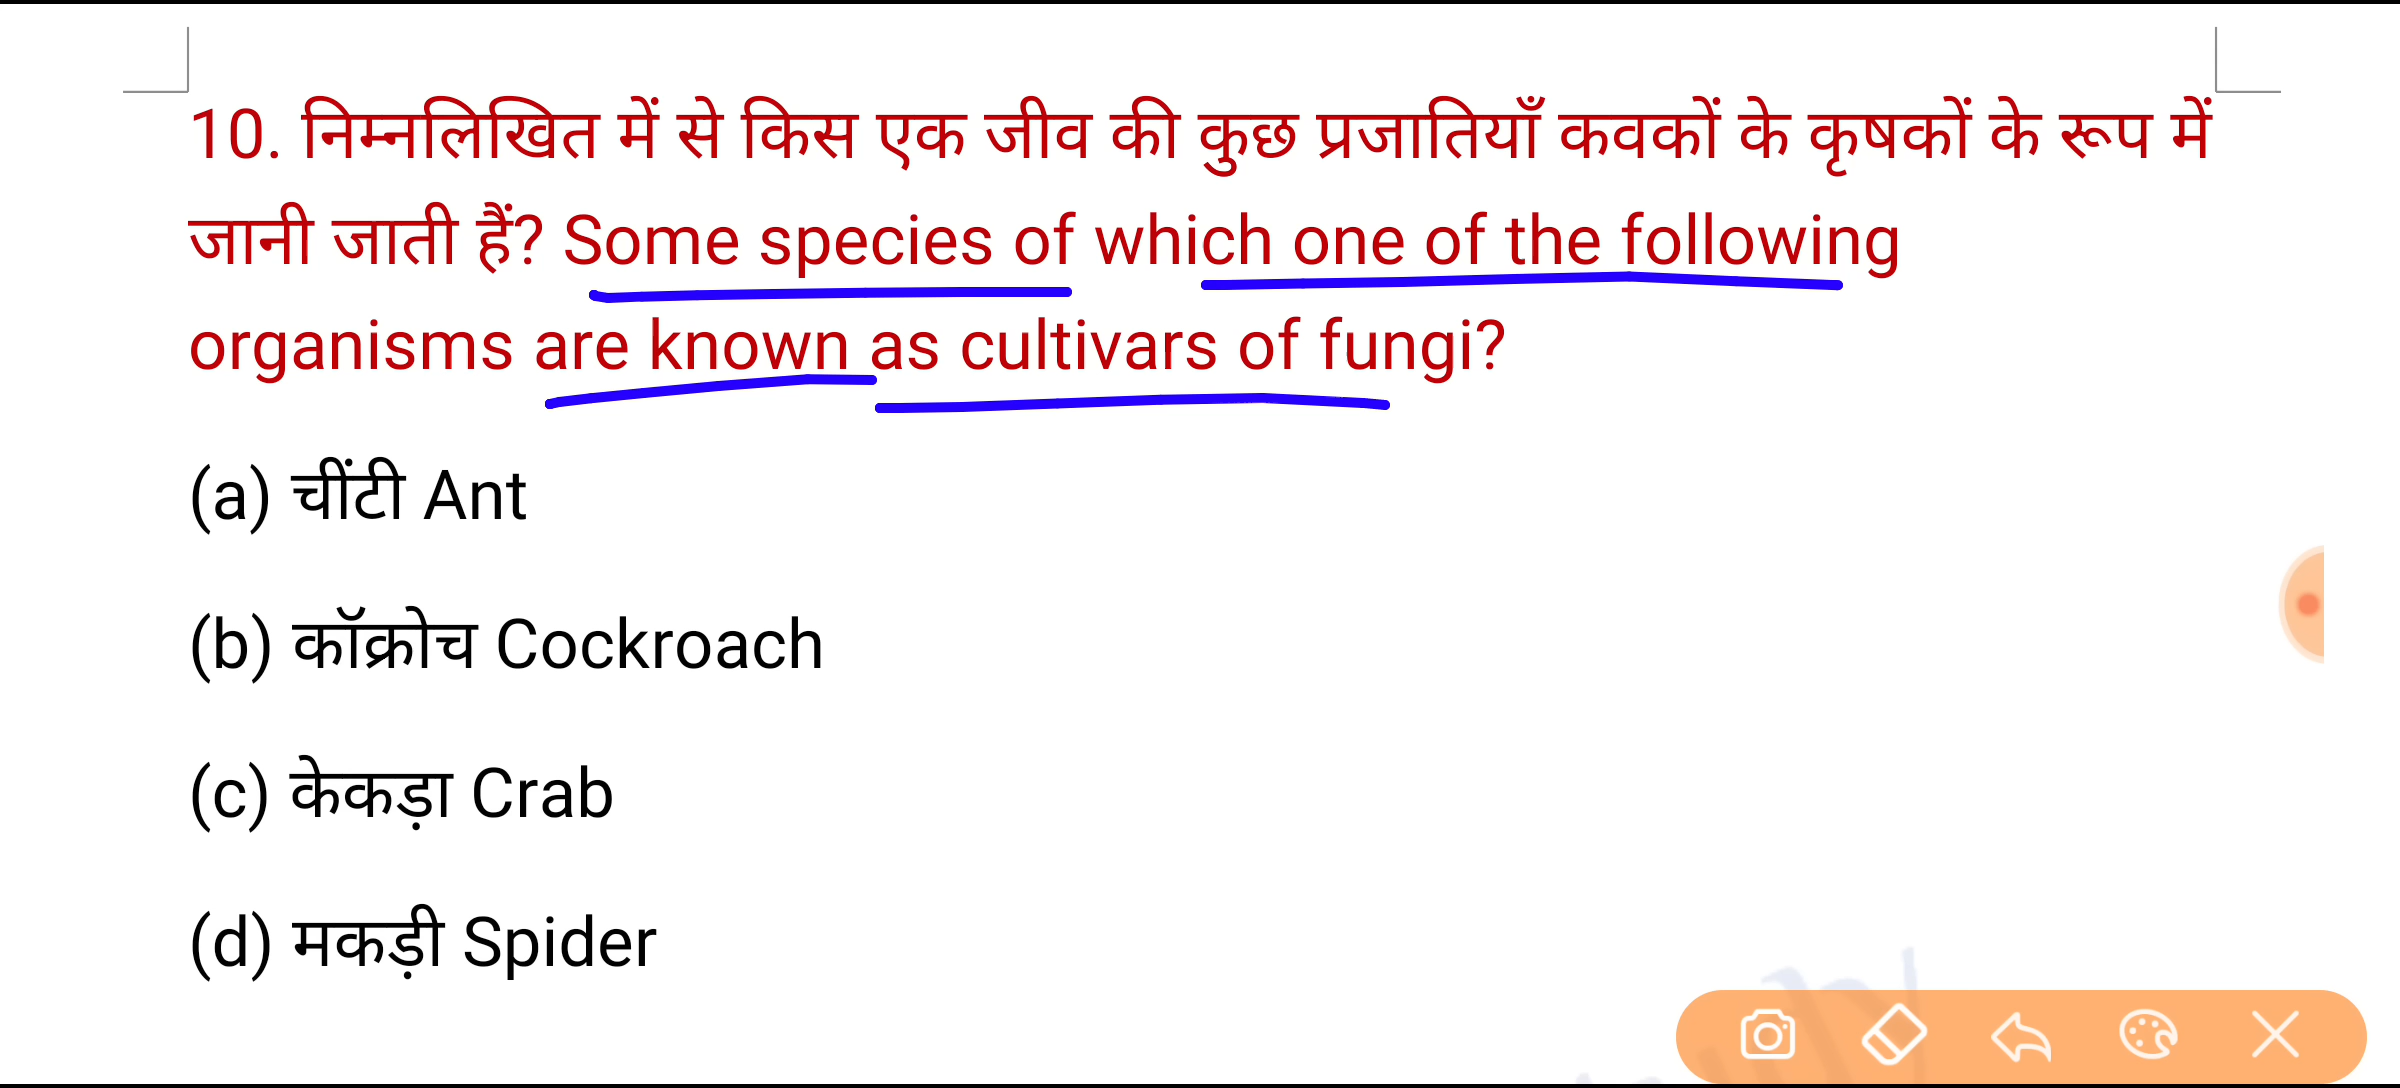 10. निम्नलिखित में से किस एक जीव की कुछ प्रजातियाँ कवकों के कृषकों के रूप में
जानी जाती हैं? Some species of which one of the following
organisms are known as cultivars of fungi?
(a) चींटी Ant
(b) कॉक्रोच Cockroach
(c) केकड़ा Crab
(d) मकड़ी Spider